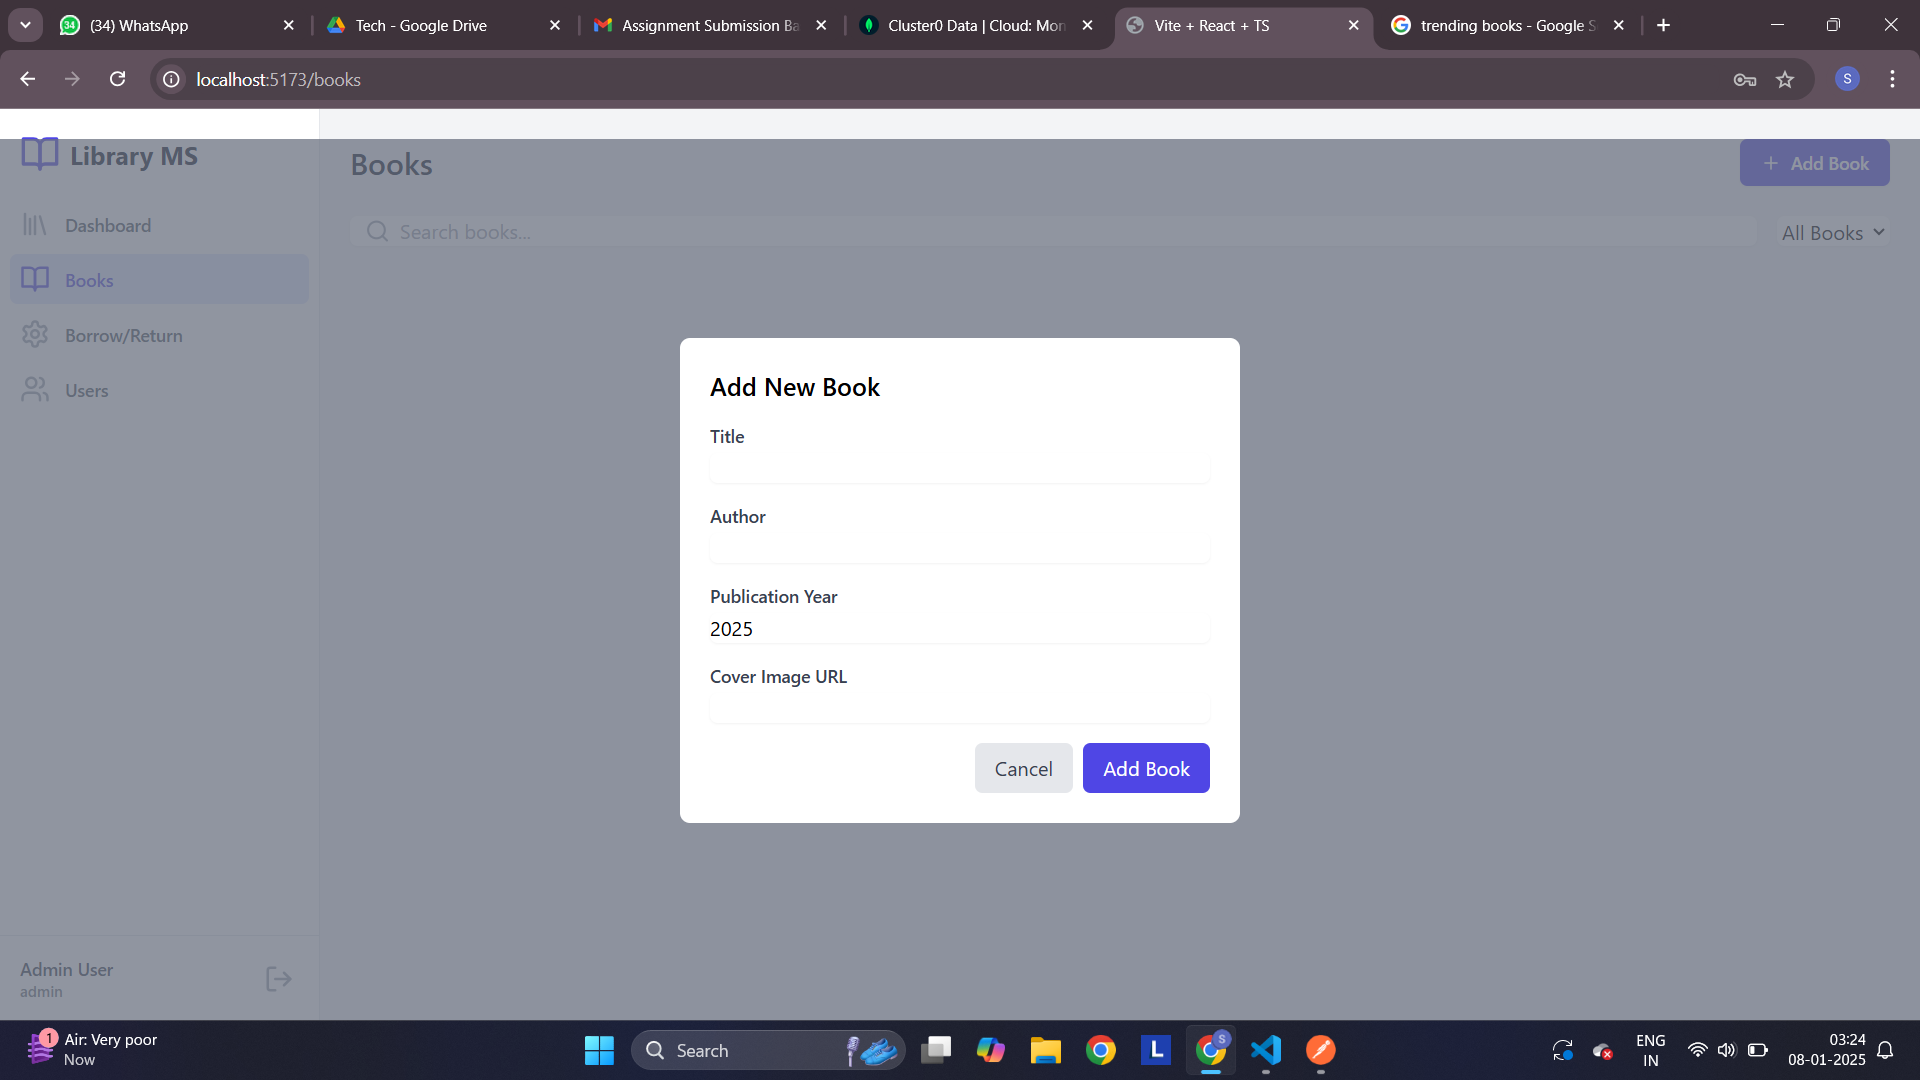 34
(34) WhatsApp
Tech - Google Drive
Assignment Submission Ba
Cluster0 Data | Cloud: Mon
Vite + React + TS
trending books - Google S
localhost:5173/books
S
Library MS
Books
Add Book
Dashboard
Search books...
All Books
Books
Borrow/Return
Users
Add New Book
Title
Author
Publication Year
2025
Cover Image URL
Cancel
Add Book
Admin User
admin
1
Air: Very poor
Now
Search
L
S
ENG
IN
03:24
08-01-2025